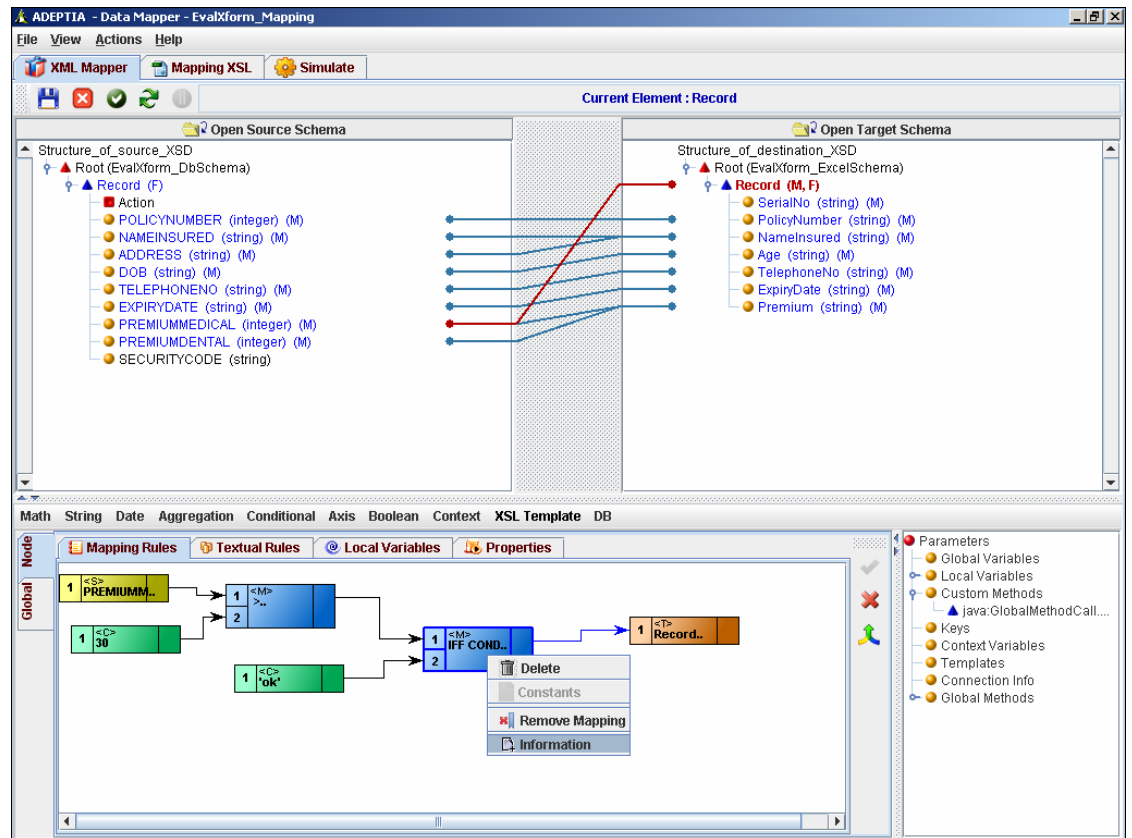 ADEPTIA - Data Mapper - EvalXform_Mapping
File View Actions Help
XML Mapper Mapping XSL Simulate
Current Element : Record
Open Source Schema Open Target Schema
Structure_of_source_XSD Structure_of_destination_XSD
Root (EvalXform_DbSchema) Root (EvalXform_ExcelSchema)
Record (F) Record (M, F)
Action SerialNo (string) (M)
POLICYNUMBER (integer) (M) PolicyNumber (string) (M)
NAMEINSURED (string) (M) NameInsured (string) (M)
ADDRESS (string) (M) Age (string) (M)
DOB (string) (M) TelephoneNo (string) (M)
TELEPHONENO (string) (M) ExpiryDate (string) (M)
EXPIRYDATE (string) (M) Premium (string) (M)
PREMIUMMEDICAL (integer) (M)
PREMIUMDENTAL (integer) (M)
SECURITYCODE (string)
Math String Date Aggregation Conditional Axis Boolean Context XSL Template DB
Node
Global
Mapping Rules Textual Rules Local Variables Properties
1 <S> PREMIUMM..
1 <M> >..
2
1 <C> 30
1 <M> IFF COND..
2
1 <T> Record..
1 <C> 'ok'
Delete
Constants
Remove Mapping
Information
Parameters
Global Variables
Local Variables
Custom Methods
java:GlobalMethodCall....
Keys
Context Variables
Templates
Connection Info
Global Methods